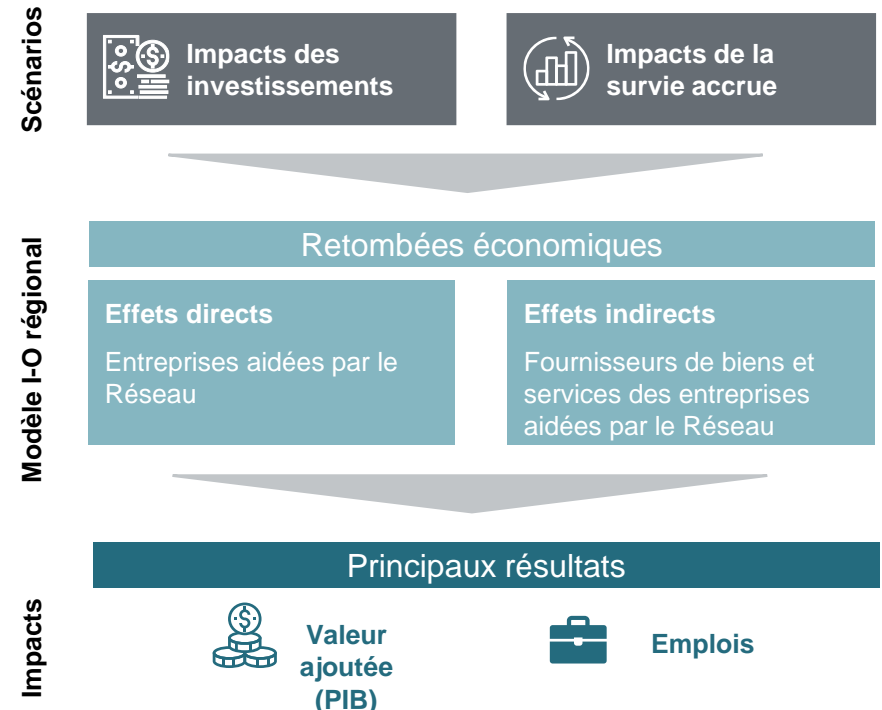 Scénarios
Impacts des
investissements
Impacts de la
survie accrue
Modèle I-O régional
Retombées économiques
Effets directs
Entreprises aidées par le
Réseau
Effets indirects
Fournisseurs de biens et
services des entreprises
aidées par le Réseau
Impacts
Principaux résultats
Valeur
ajoutée
(PIB)
Emplois